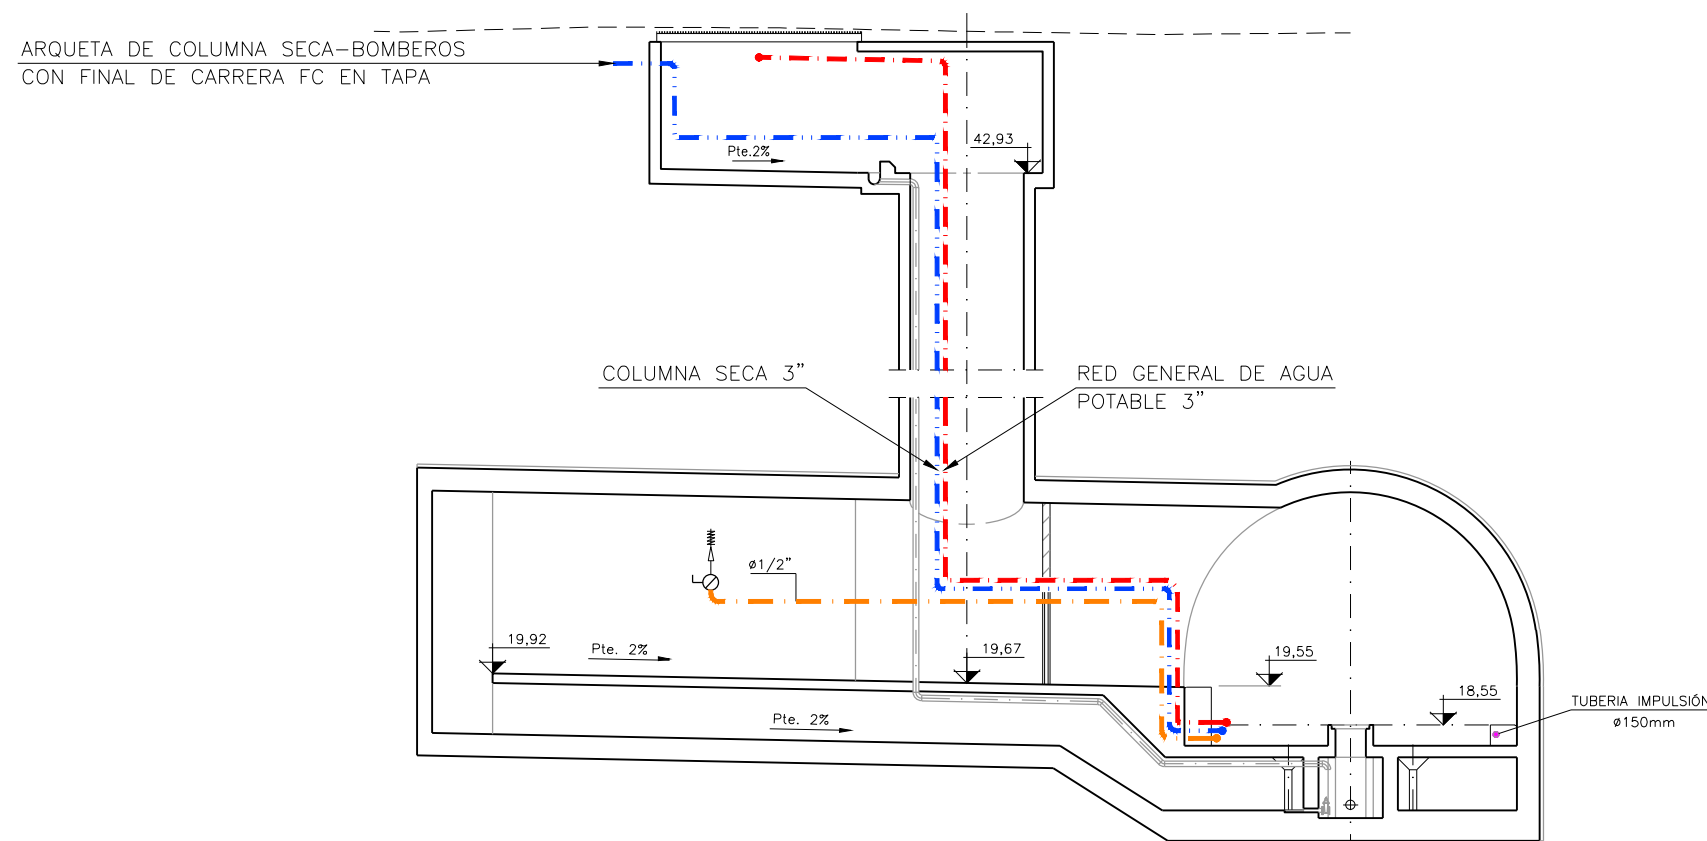 ARQUETA DE COLUMNA SECA-BOMBEROS
CON FINAL DE CARRERA FC EN TAPA
Pte.2%
42,93
COLUMNA SECA 3"
RED GENERAL DE AGUA
POTABLE 3"
ø1/2"
19,92
Pte. 2%
19,67
19,55
18,55
TUBERIA IMPULSIÓN
ø150mm
Pte. 2%